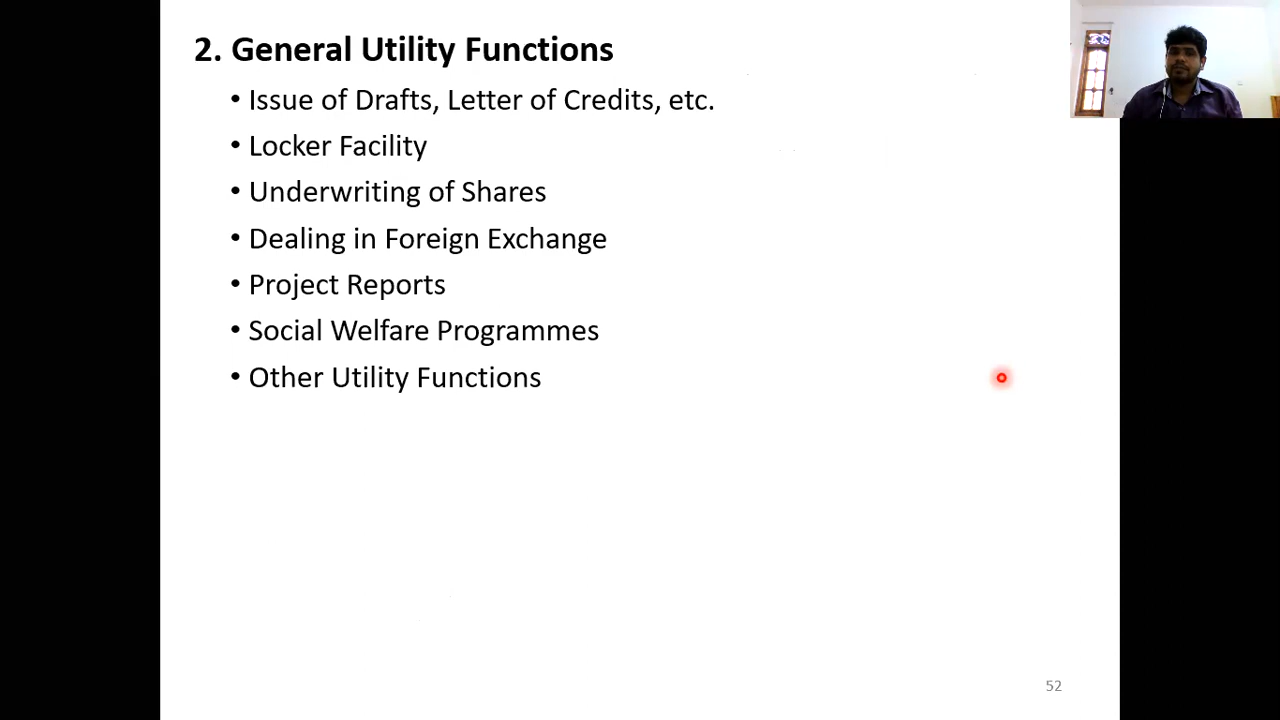 2. General Utility Functions
• Issue of Drafts, Letter of Credits, etc.
• Locker Facility
• Underwriting of Shares
• Dealing in Foreign Exchange
• Project Reports
• Social Welfare Programmes
• Other Utility Functions
52